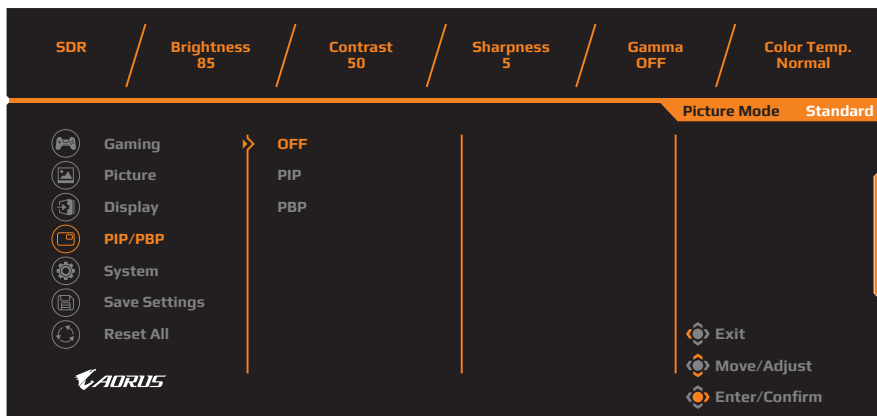 SDR Brightness Contrast Sharpness Gamma Color Temp.
85 50 5 OFF Normal
Picture Mode Standard
Gaming OFF
Picture PIP
Display PBP
PIP/PBP
System
Save Settings
Reset All Exit
AORUS Move/Adjust
Enter/Confirm